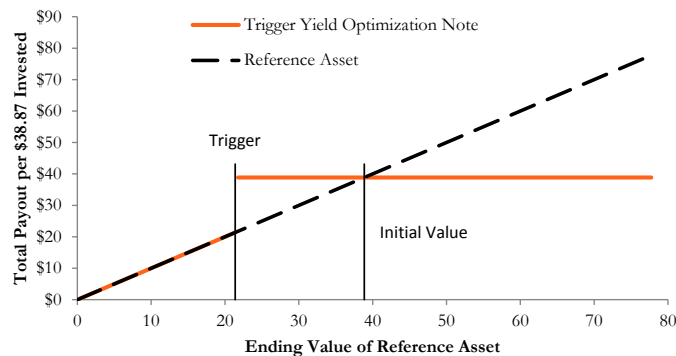 Total Payout per $38.87 Invested
$90
$80
$70
$60
$50
$40
$30
$20
$10
$0
Trigger Yield Optimization Note
Reference Asset
Trigger
Initial Value
0 10 20 30 40 50 60 70 80
Ending Value of Reference Asset